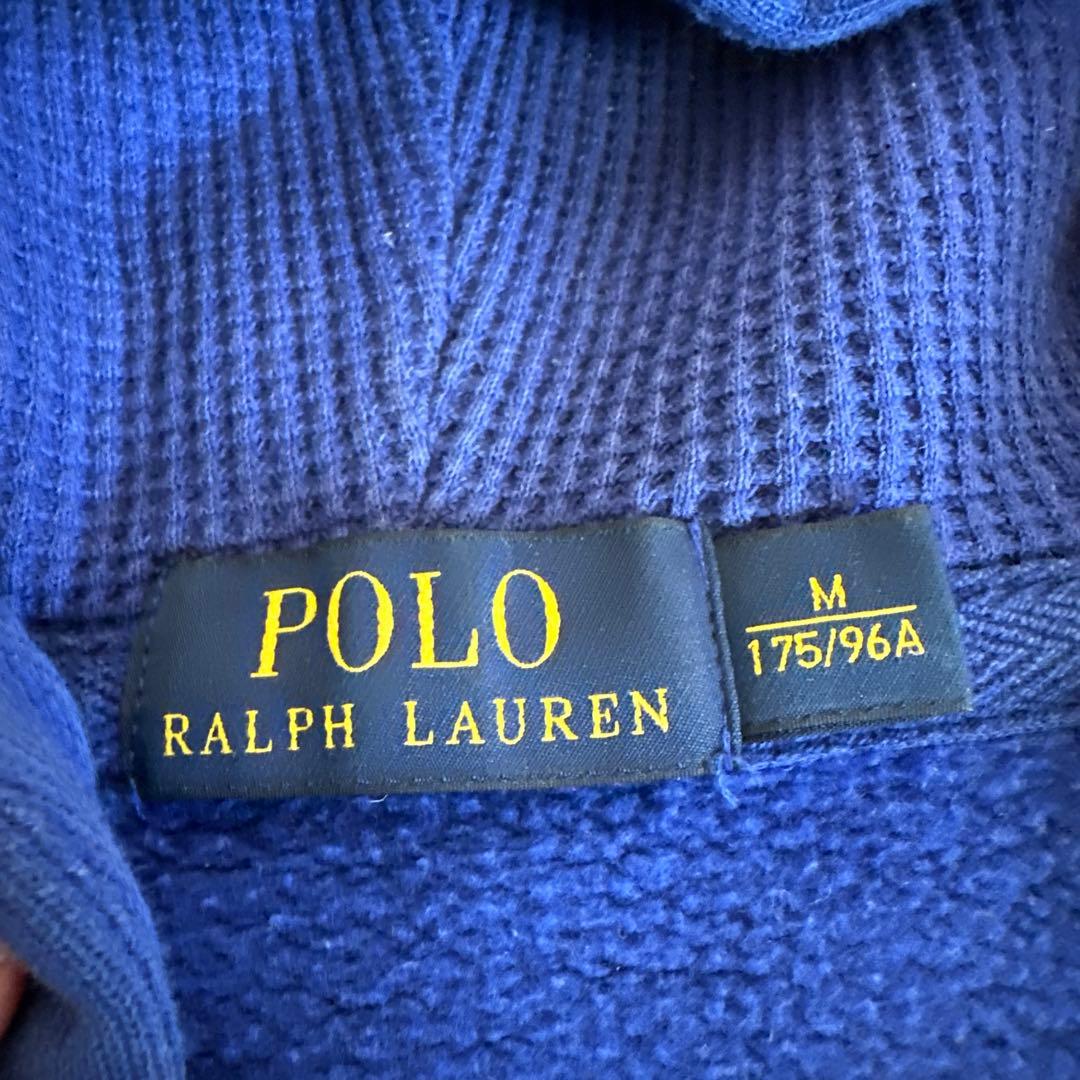 POLO
RALPH LAUREN
M
175/96A